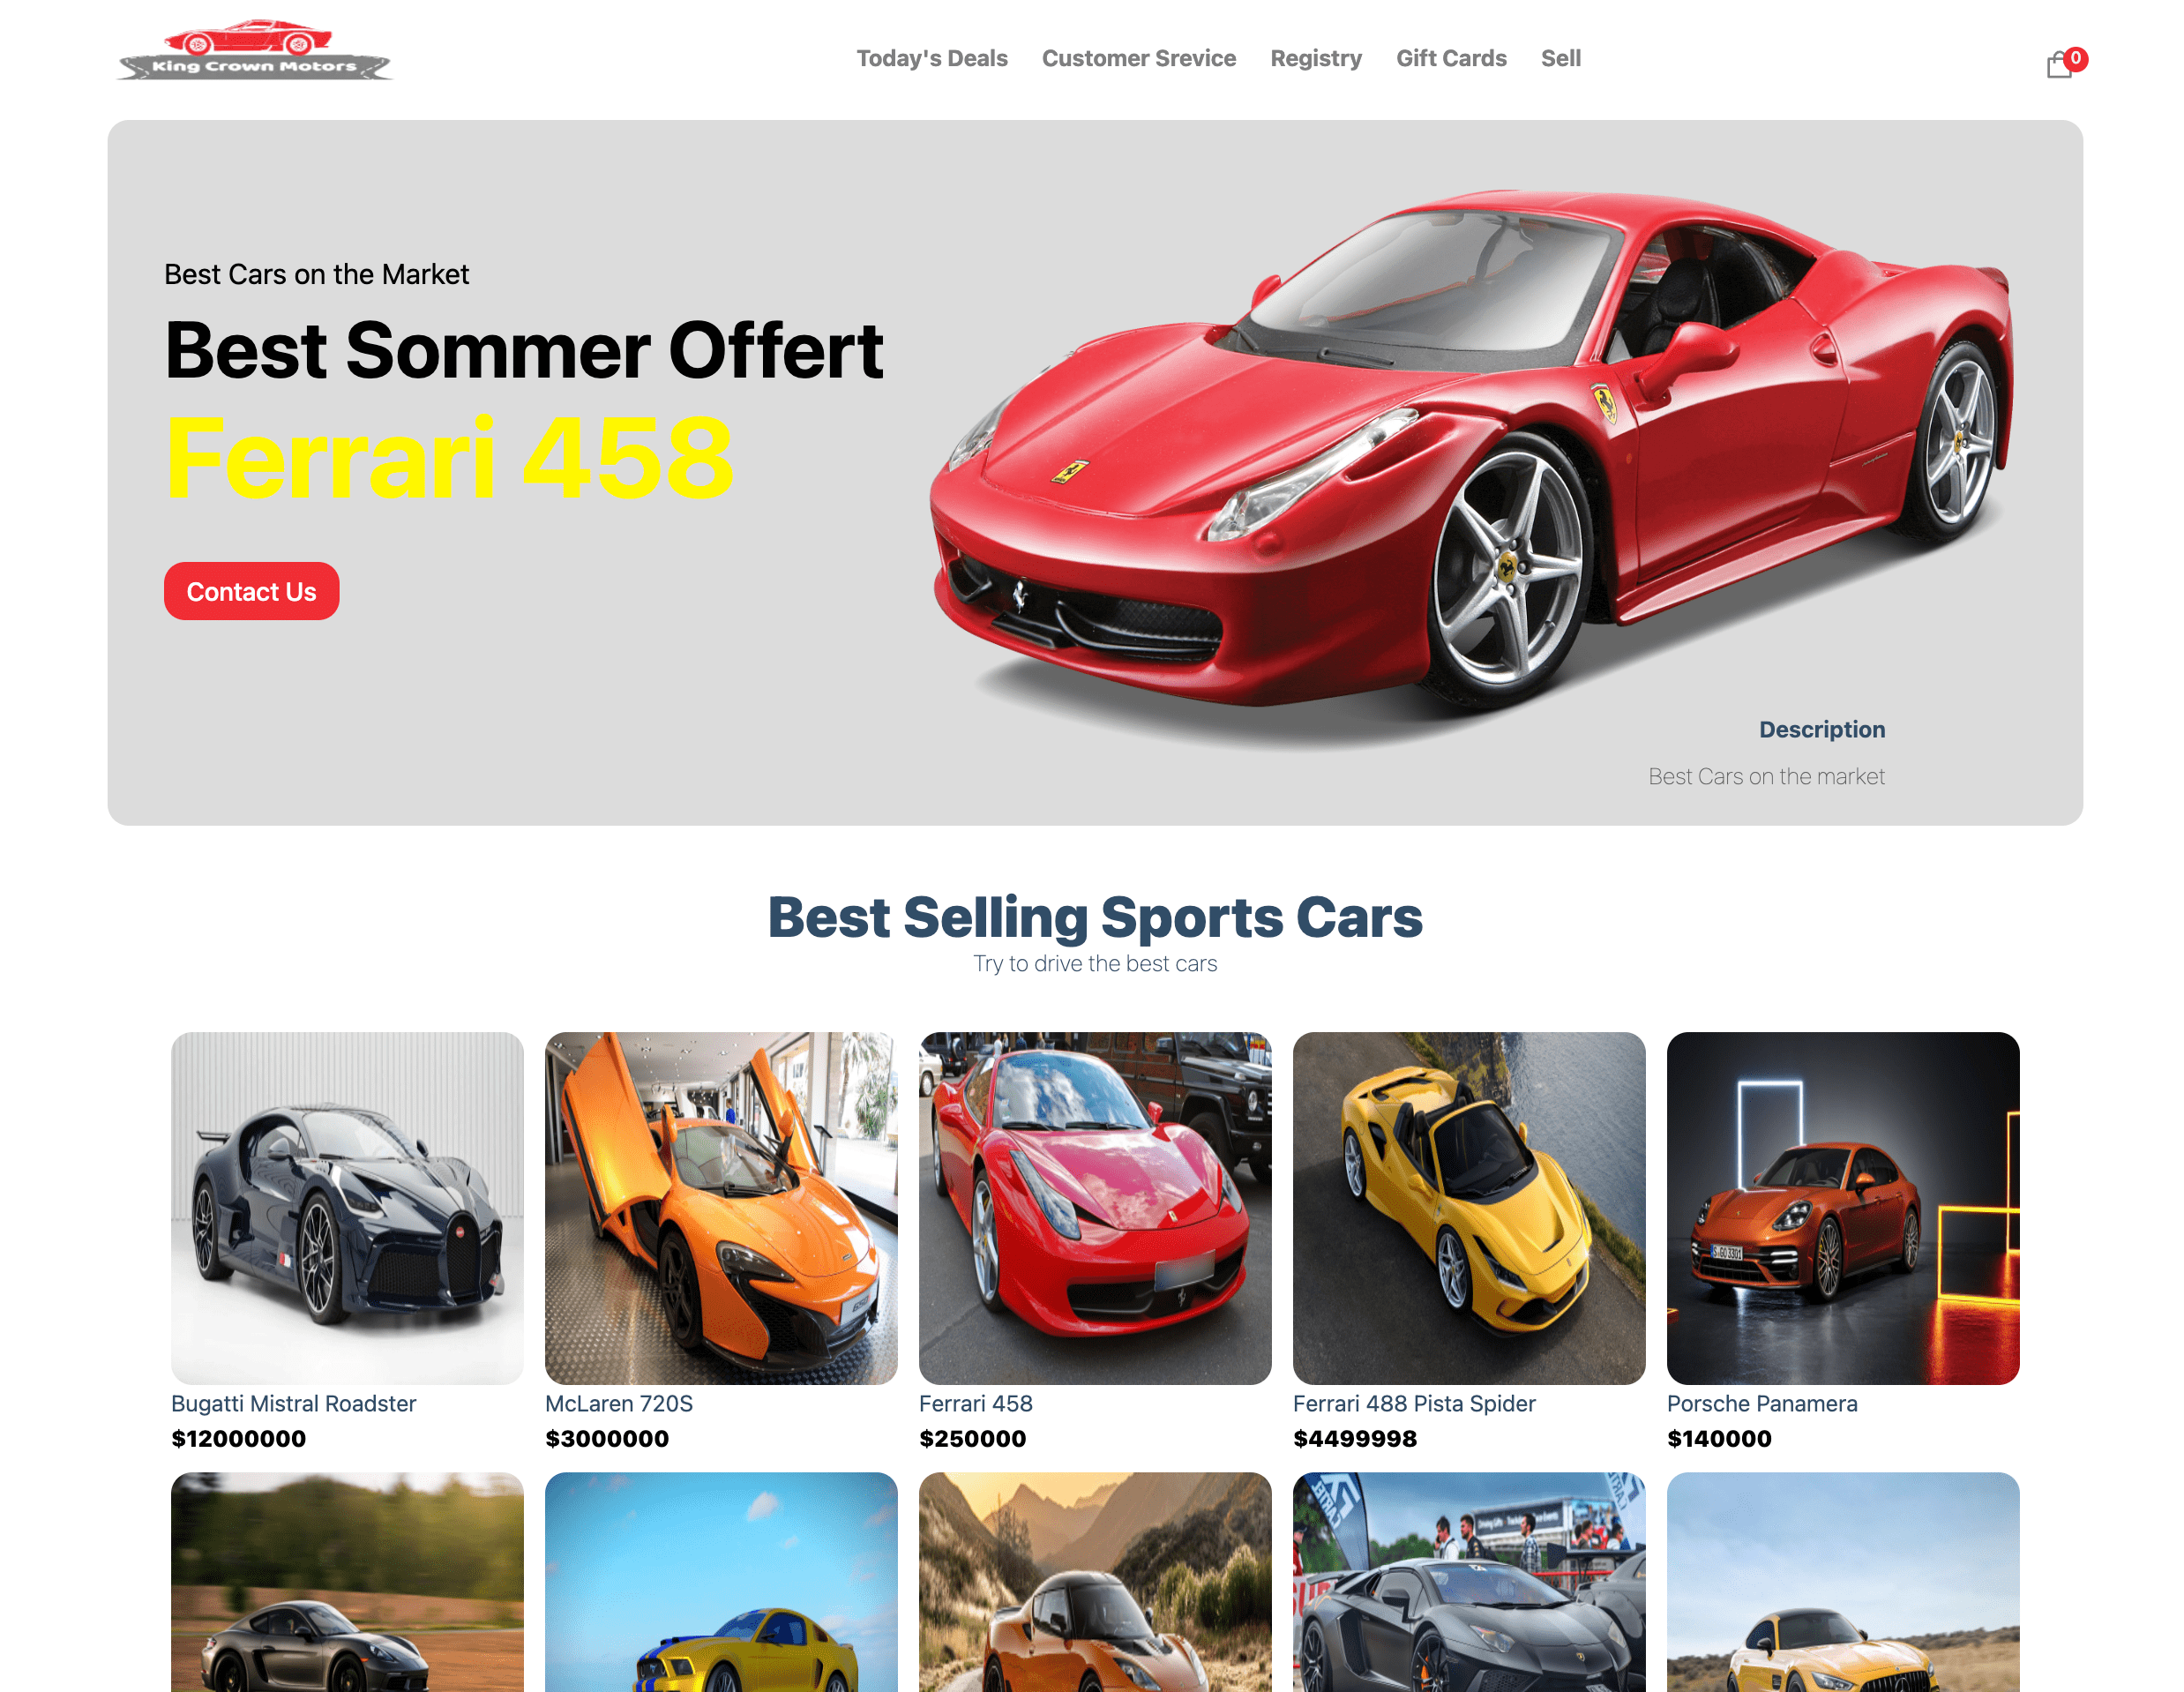 King Crown Motors
Today's Deals Customer Srevice Registry Gift Cards Sell
0
Best Cars on the Market
Best Sommer Offert
Ferrari 458
Contact Us
Description
Best Cars on the market
Best Selling Sports Cars
Try to drive the best cars
Bugatti Mistral Roadster
$12000000
McLaren 720S
$3000000
Ferrari 458
$250000
Ferrari 488 Pista Spider
$4499998
Porsche Panamera
$140000